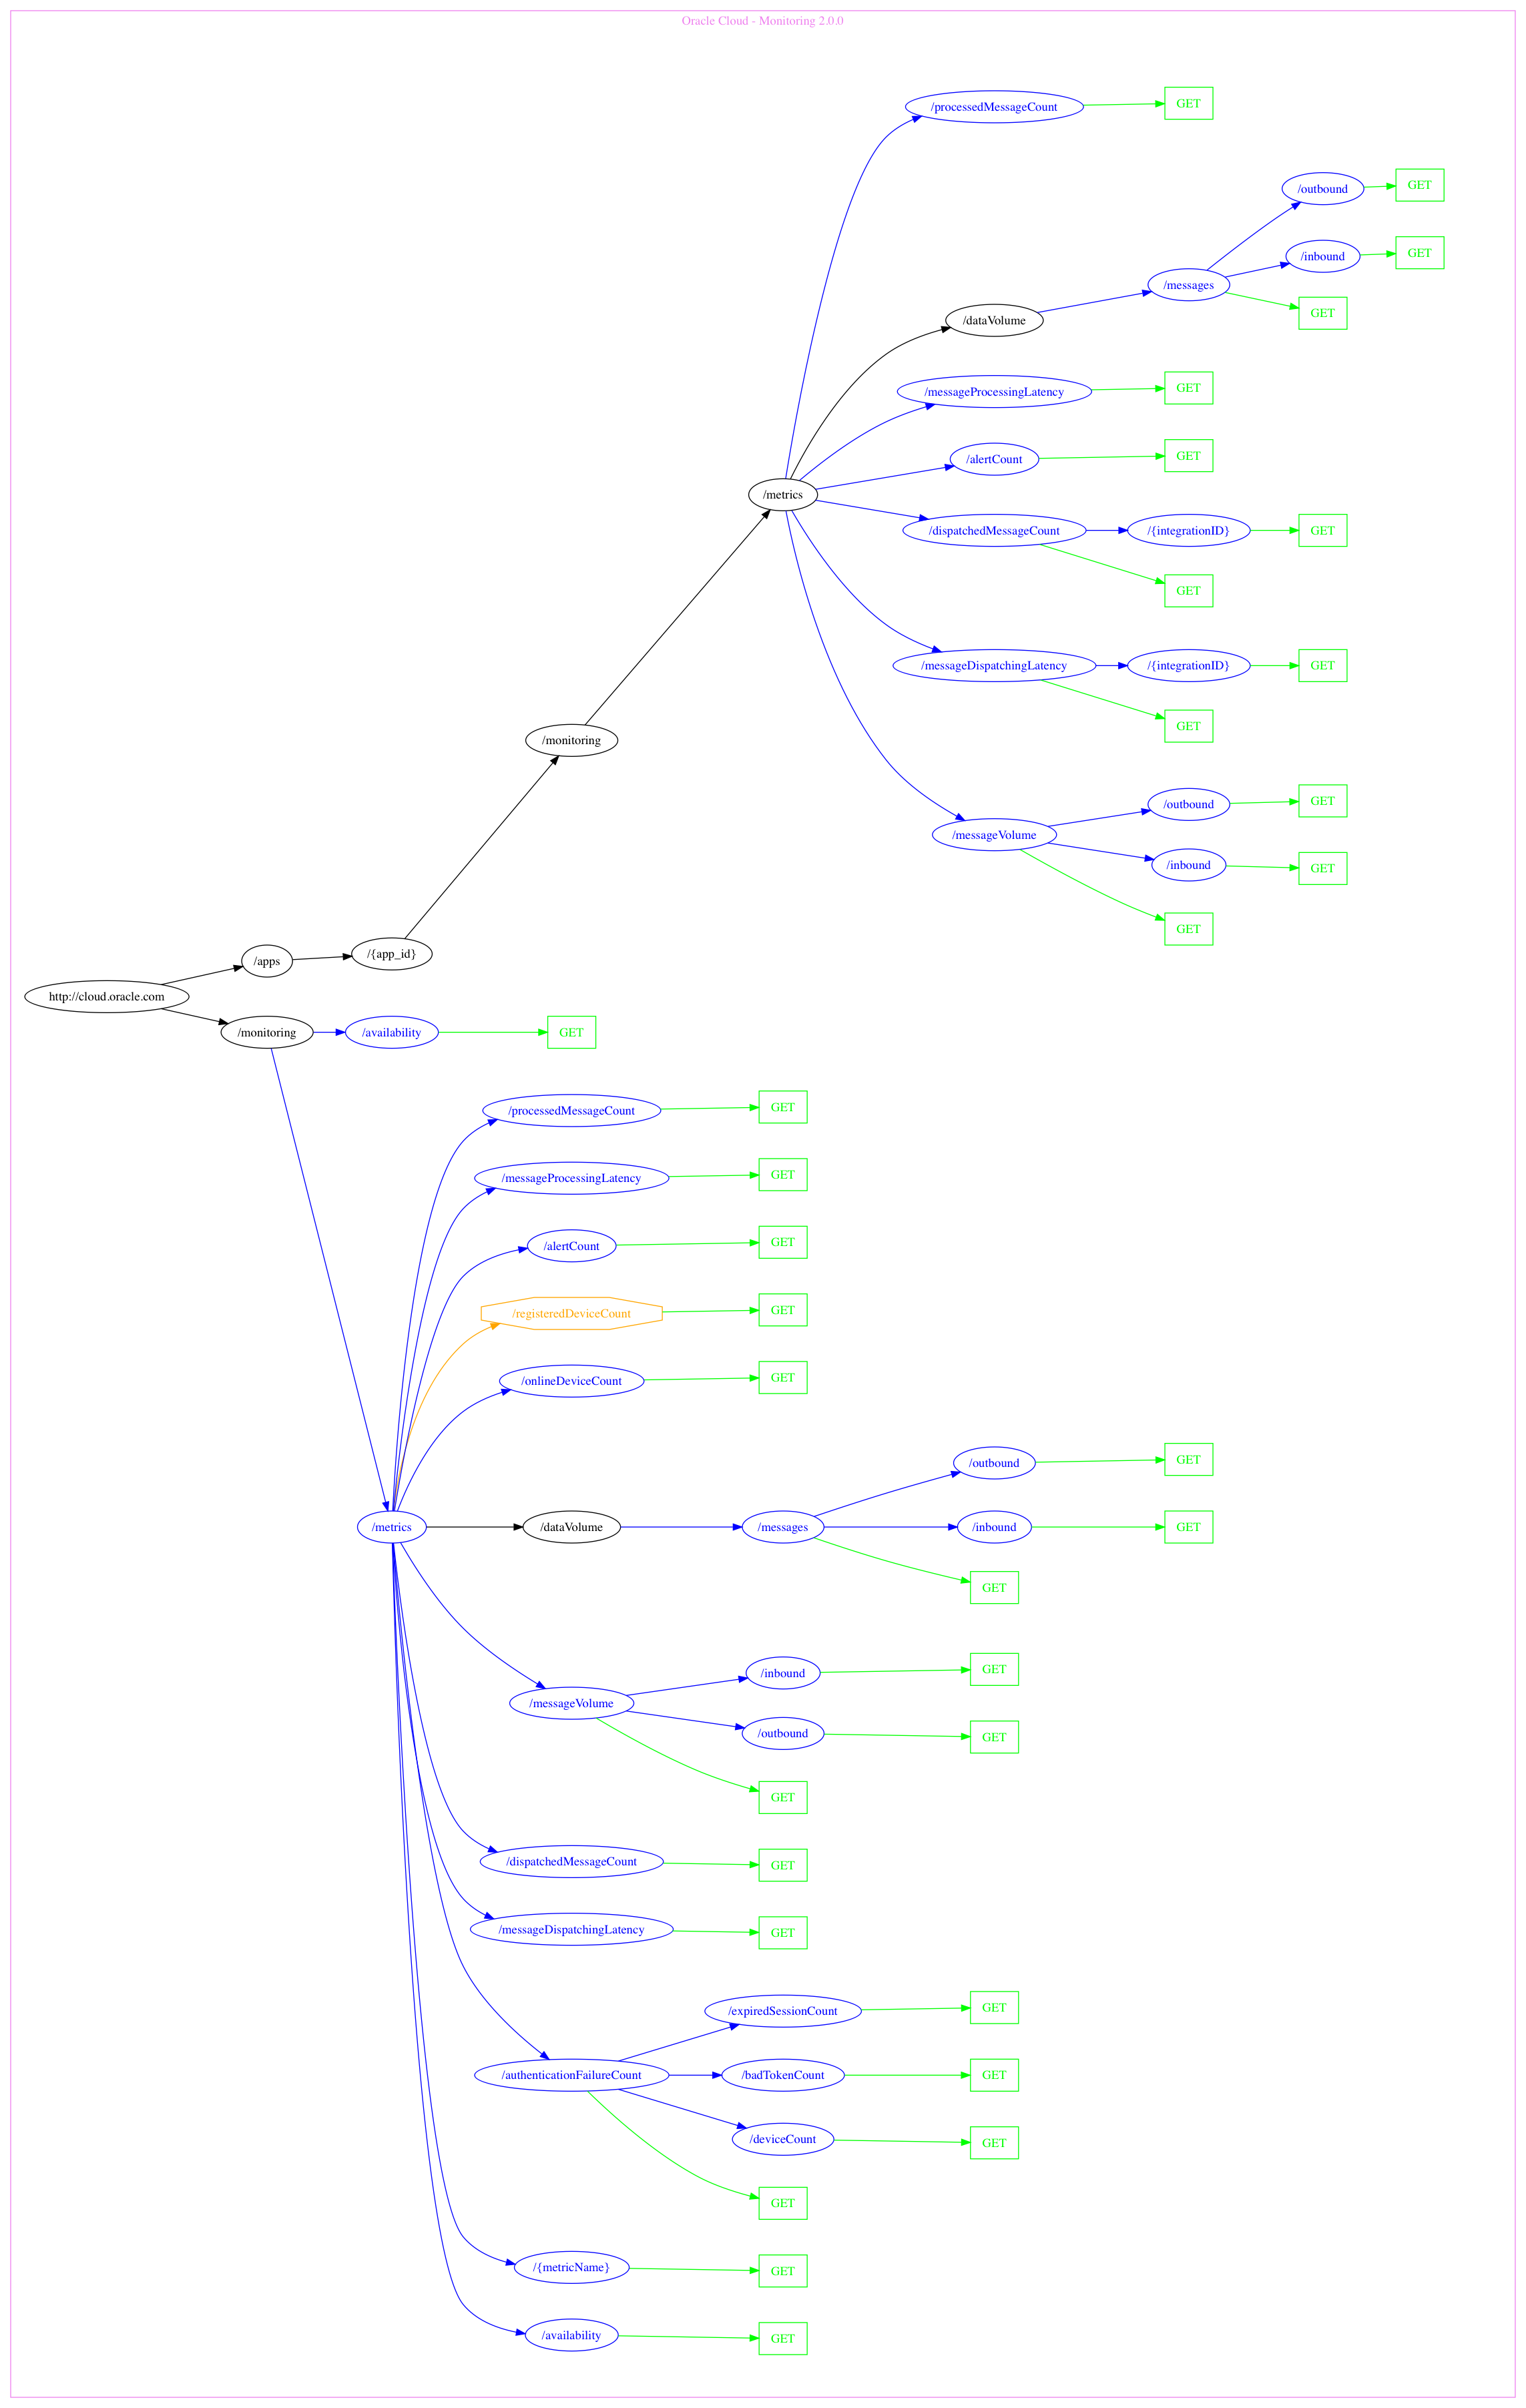 Oracle Cloud - Monitoring 2.0.0
/processedMessageCount
GET
/outbound
GET
/inbound
GET
/messages
GET
/dataVolume
/messageProcessingLatency
GET
/alertCount
GET
/metrics
/dispatchedMessageCount
/{integrationID}
GET
GET
/messageDispatchingLatency
/{integrationID}
GET
GET
/monitoring
/outbound
GET
/messageVolume
/inbound
GET
GET
/apps
/{app_id}
http://cloud.oracle.com
/monitoring
/availability
GET
/processedMessageCount
GET
/messageProcessingLatency
GET
/alertCount
GET
/registeredDeviceCount
GET
/onlineDeviceCount
GET
/outbound
GET
/metrics
/dataVolume
/messages
/inbound
GET
GET
/inbound
GET
/messageVolume
/outbound
GET
GET
/dispatchedMessageCount
GET
/messageDispatchingLatency
GET
/expiredSessionCount
GET
/authenticationFailureCount
/badTokenCount
GET
/deviceCount
GET
GET
/{metricName}
GET
/availability
GET